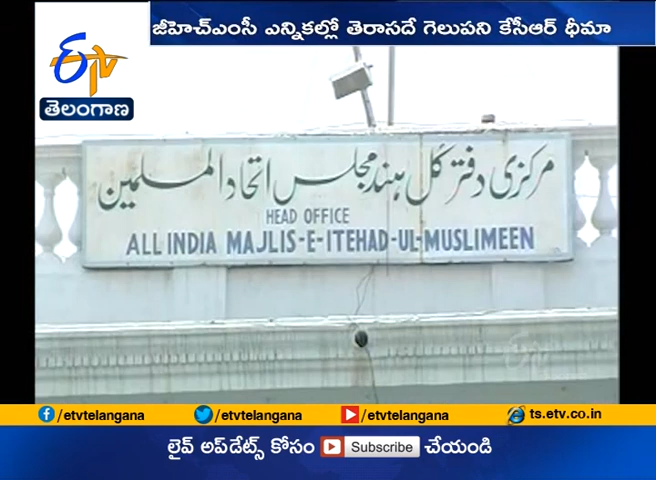 జీహెచ్ఎంసీ ఎన్నికల్లో తెరాసదే గెలుపని కేసీఆర్ ధీమా
ETV
తెలంగాణ
مرکزی دفتر کل ہند مجلس اتحاد المسلمین
HEAD OFFICE
ALL INDIA MAJLIS-E-ITEHAD-UL-MUSLIMEEN
/etvtelangana /etvtelangana /etvtelangana ts.etv.co.in
లైవ్ అప్‌డేట్స్ కోసం Subscribe చేయండి